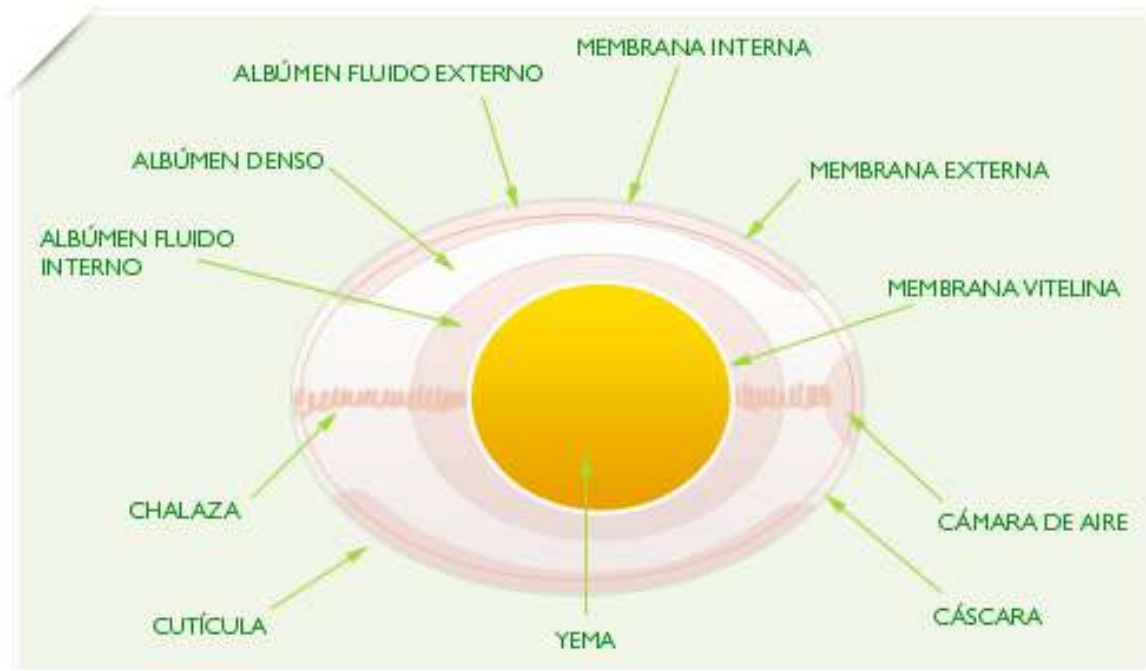 MEMBRANA INTERNA
ALBÚMEN FLUIDO EXTERNO
ALBÚMEN DENSO
MEMBRANA EXTERNA
ALBÚMEN FLUIDO
INTERNO
MEMBRANA VITELINA
CHALAZA
CÁMARA DE AIRE
CUTÍCULA
CÁSCARA
YEMA